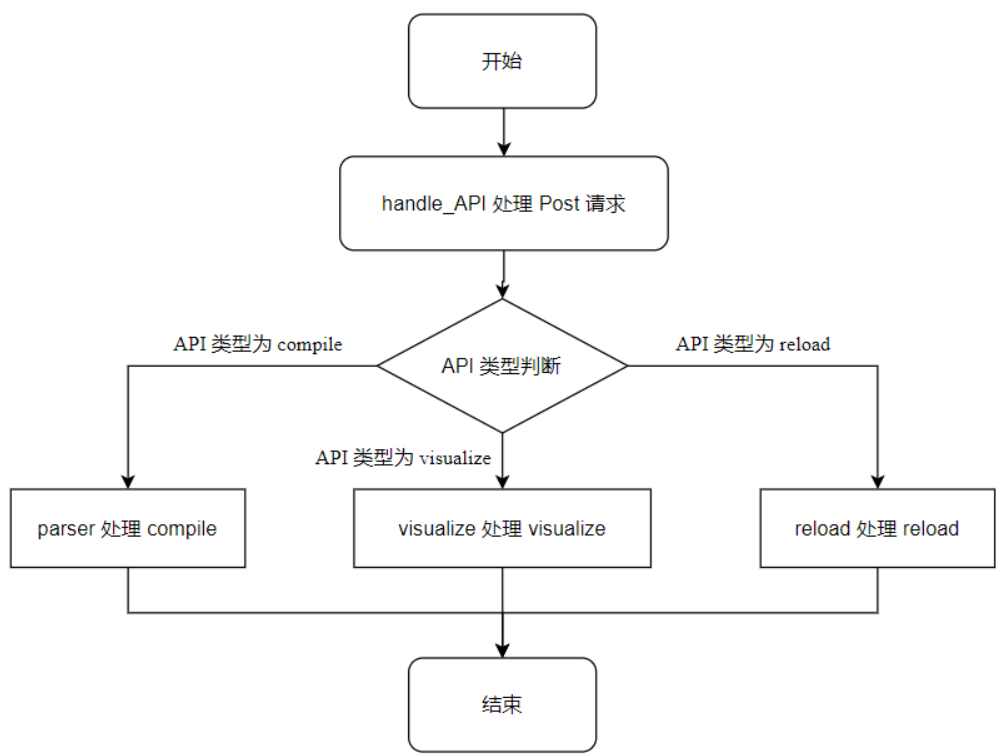 开始
handle_API 处理 Post 请求
API 类型为 compile
API 类型为 reload
API 类型判断
API 类型为 visualize
parser 处理 compile
visualize 处理 visualize
reload 处理 reload
结束